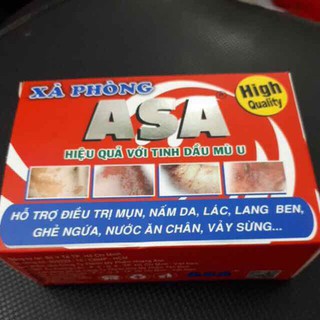 XÀ PHÒNG
High
Quality
ASA
HIỆU QUẢ VỚI TINH DẦU MÙ U
HỖ TRỢ ĐIỀU TRỊ MỤN, NẤM DA, LÁC, LANG BEN,
GHẺ NGỨA, NƯỚC ĂN CHÂN, VẢY SỪNG...
ASA